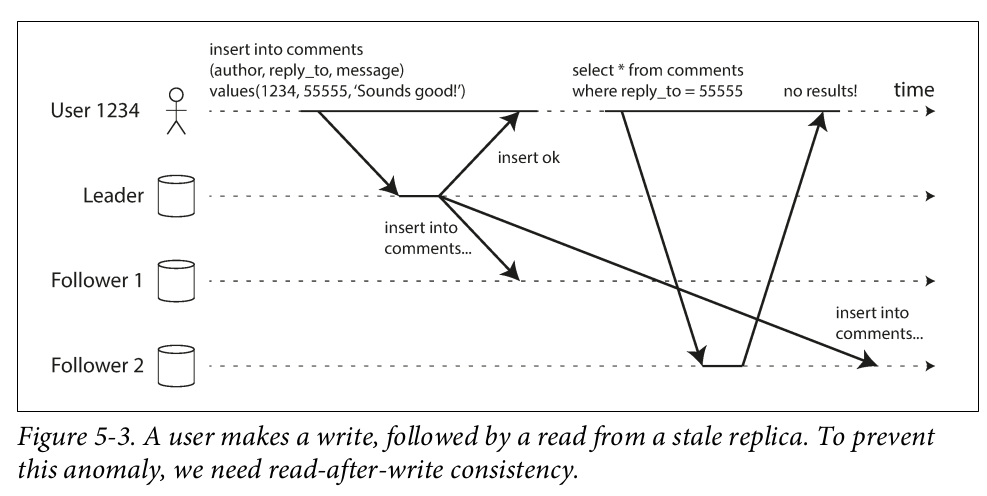 insert into comments
(author, reply_to, message)
values(1234, 55555, ‘Sounds good!’)
select * from comments
where reply_to = 55555
no results!
time
User 1234
insert ok
Leader
insert into
comments...
Follower 1
insert into
comments...
Follower 2
Figure 5-3. A user makes a write, followed by a read from a stale replica. To prevent
this anomaly, we need read-after-write consistency.